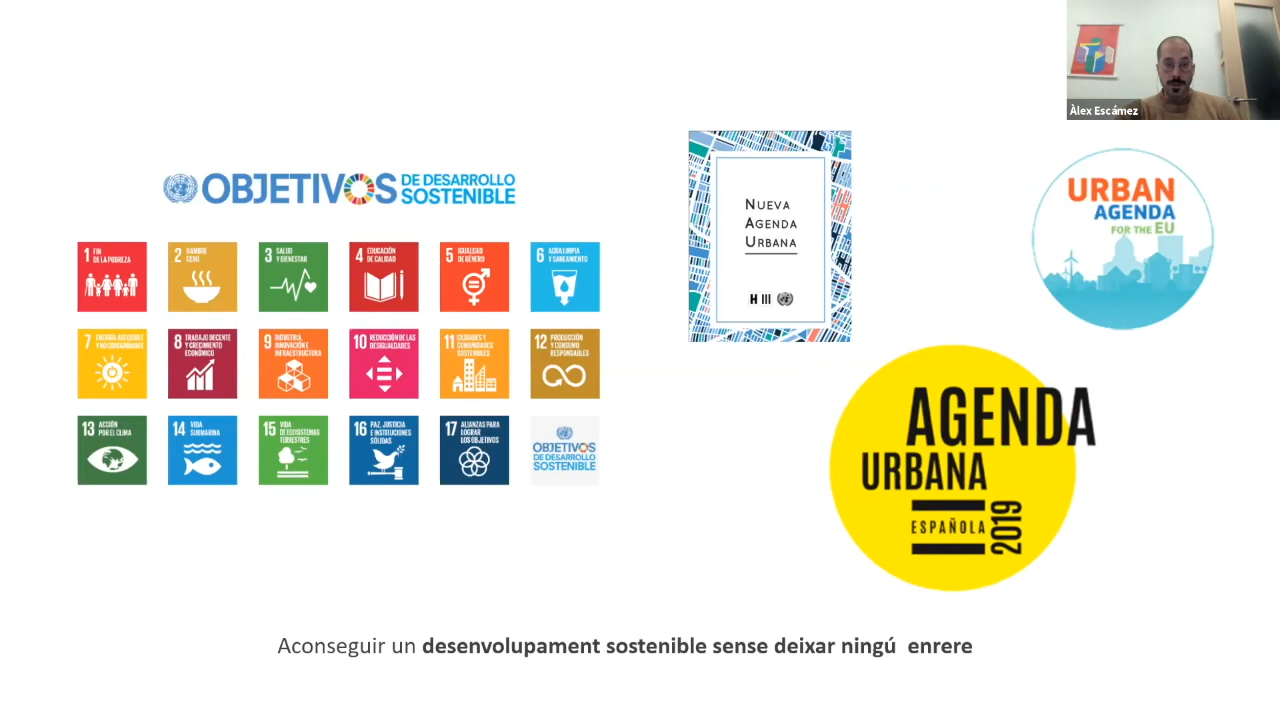 Àlex Escámez
OBJETIVOS
DE DESARROLLO
SOSTENIBLE
1 FIN
DE LA POBREZA
2 HAMBRE
CERO
3 SALUD
Y BIENESTAR
4 EDUCACIÓN
DE CALIDAD
5 IGUALDAD
DE GÉNERO
6 AGUA LIMPIA
Y SANEAMIENTO
7 ENERGÍA ASEQUIBLE
Y NO CONTAMINANTE
8 TRABAJO DECENTE
Y CRECIMIENTO
ECONÓMICO
9 INDUSTRIA,
INNOVACIÓN E
INFRAESTRUCTURA
10 REDUCCIÓN DE LAS
DESIGUALDADES
11 CIUDADES Y
COMUNIDADES
SOSTENIBLES
12 PRODUCCIÓN
Y CONSUMO
RESPONSABLES
13 ACCIÓN
POR EL CLIMA
14 VIDA
SUBMARINA
15 VIDA
DE ECOSISTEMAS
TERRESTRES
16 PAZ, JUSTICIA
E INSTITUCIONES
SÓLIDAS
17 ALIANZAS PARA
LOGRAR
LOS OBJETIVOS
OBJETIVOS
DE DESARROLLO
SOSTENIBLE
NUEVA
AGENDA
URBANA
H III
URBAN
AGENDA
FOR THE EU
AGENDA
URBANA
ESPAÑOLA
2019
Aconseguir un desenvolupament sostenible sense deixar ningú enrere